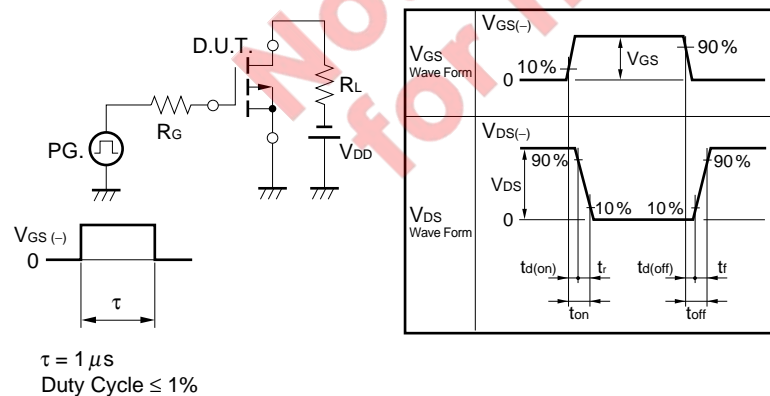 D.U.T.
RL
RG
VDD
PG.
VGS (−)
0
τ
τ = 1 μs
Duty Cycle ≤ 1%
VGS
Wave Form
VGS(−)
10%
VGS
90%
0
VDS
Wave Form
VDS(−)
90%
90%
VDS
10%
10%
0
td(on)
tr
td(off)
tf
ton
toff